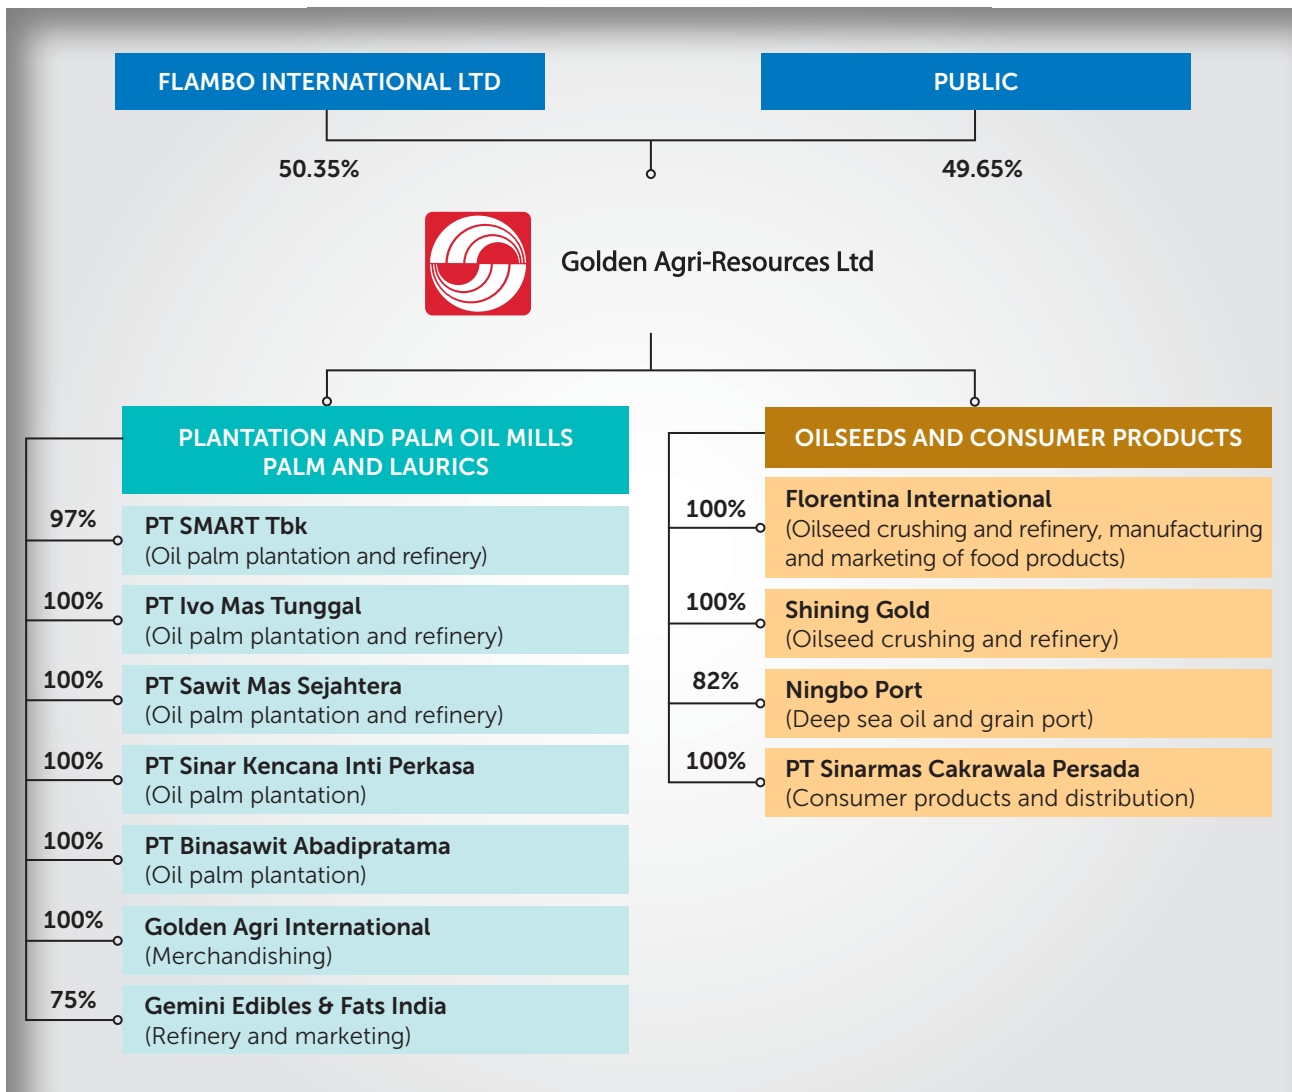 FLAMBO INTERNATIONAL LTD
PUBLIC
50.35%
49.65%
Golden Agri-Resources Ltd
PLANTATION AND PALM OIL MILLS
PALM AND LAURICS
97%
PT SMART Tbk
(Oil palm plantation and refinery)
100%
PT Ivo Mas Tunggal
(Oil palm plantation and refinery)
100%
PT Sawit Mas Sejahtera
(Oil palm plantation and refinery)
100%
PT Sinar Kencana Inti Perkasa
(Oil palm plantation)
100%
PT Binasawit Abadipratama
(Oil palm plantation)
100%
Golden Agri International
(Merchandishing)
75%
Gemini Edibles & Fats India
(Refinery and marketing)
OILSEEDS AND CONSUMER PRODUCTS
100%
Florentina International
(Oilseed crushing and refinery, manufacturing
and marketing of food products)
100%
Shining Gold
(Oilseed crushing and refinery)
82%
Ningbo Port
(Deep sea oil and grain port)
100%
PT Sinarmas Cakrawala Persada
(Consumer products and distribution)